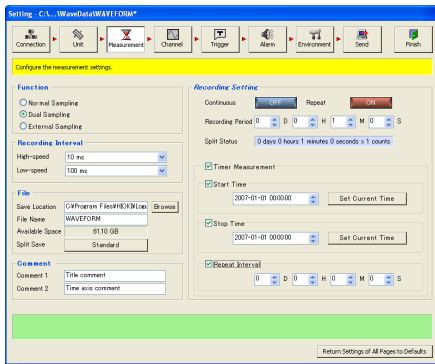 Setting - C:\... \WaveData\WAVEFORM*
Connection
Unit
Measurement
Channel
Trigger
Alarm
Environment
Send
Finish
Configure the measurement settings.
Function
Normal Sampling
Dual Sampling
External Sampling
Recording Interval
High-speed 10 ms
Low-speed 100 ms
File
Save Location C:\Program Files\HIOKI\Logg Browse
File Name WAVEFORM
Available Space 61.10 GB
Split Save Standard
Comment
Comment 1 Title comment
Comment 2 Time axis comment
Recording Setting
Continuous OFF Repeat ON
Recording Period 0 D 0 H 1 M 0 S
Split Status 0 days 0 hours 1 minutes 0 seconds x 1 counts
Timer Measurement
Start Time
2007-01-01 00:00:00 Set Current Time
Stop Time
2007-01-01 00:00:00 Set Current Time
Repeat Interval
0 D 0 H 0 M 0 S
Return Settings of All Pages to Defaults